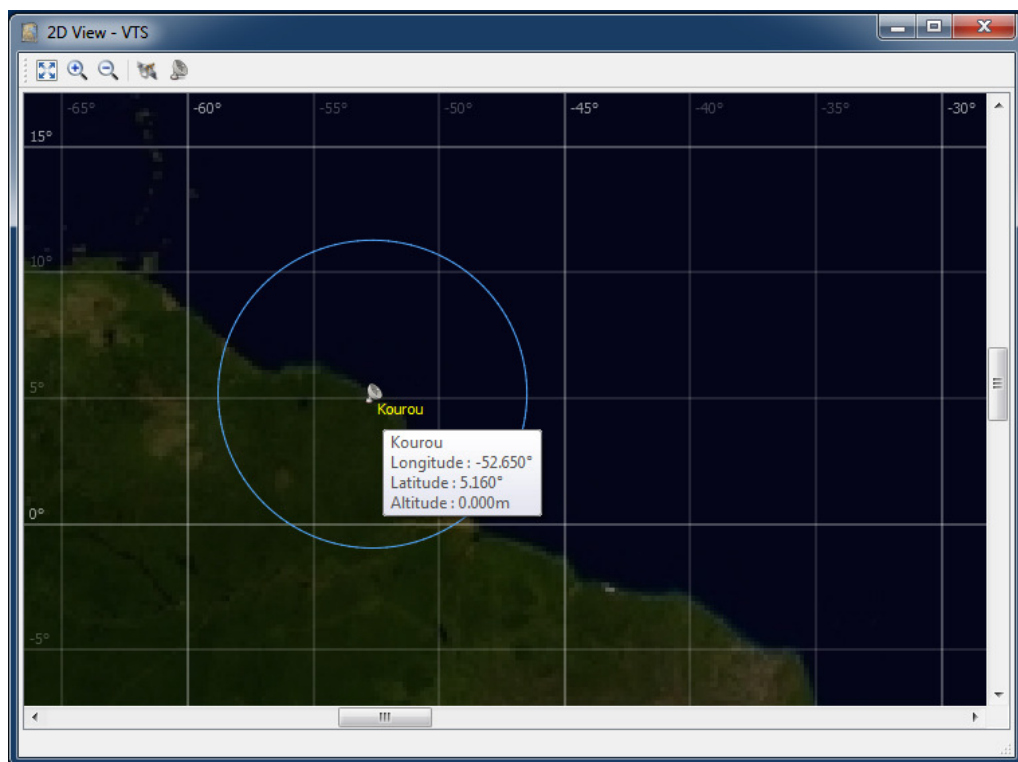 2D View - VTS
-65° -60° -55° -50° -45° -40° -35° -30°
15°
10°
5°
Kourou
Kourou
Longitude : -52.650°
Latitude : 5.160°
Altitude : 0.000m
0°
-5°